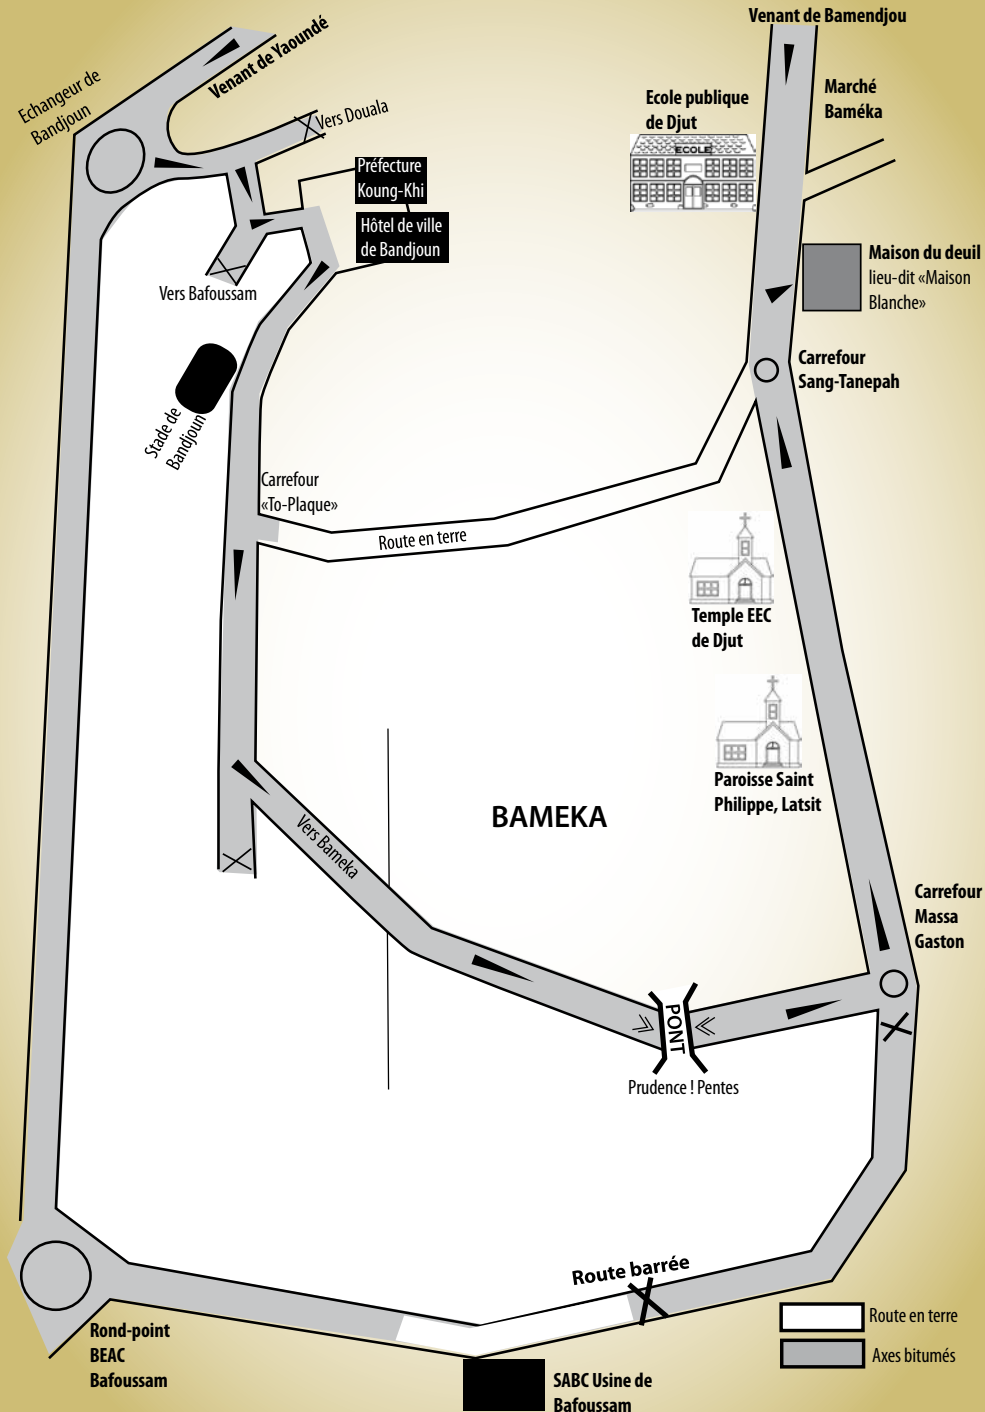 Venant de Bamendjou
Venant de Yaoundé
Echangeur de
Bandjoun
Vers Douala
Marché
Baméka
Ecole publique
de Djut
ECOLE
Préfecture
Koung-Khi
Hôtel de ville
de Bandjoun
Maison du deuil
lieu-dit «Maison
Blanche»
Vers Bafoussam
Carrefour
Sang-Tanepah
Stade de
Bandjoun
Carrefour
«To-Plaque»
Route en terre
Temple EEC
de Djut
Paroisse Saint
Philippe, Latsit
BAMEKA
Vers Bameka
Carrefour
Massa
Gaston
PONT
Prudence ! Pentes
Route barrée
Rond-point
BEAC
Bafoussam
Route en terre
Axes bitumés
SABC Usine de
Bafoussam